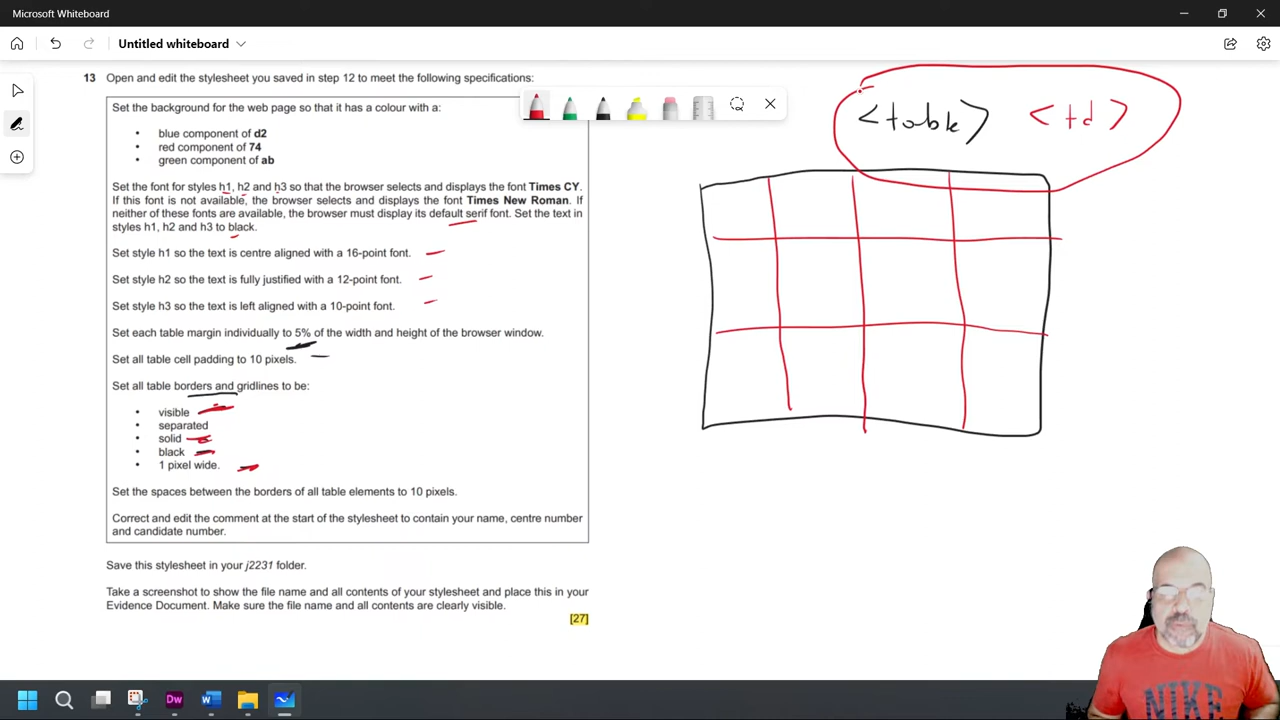 Microsoft Whiteboard
Untitled whiteboard
13 Open and edit the stylesheet you saved in step 12 to meet the following specifications:
Set the background for the web page so that it has a colour with a:
• blue component of d2
• red component of 74
• green component of ab
Set the font for styles h1, h2 and h3 so that the browser selects and displays the font Times CY.
If this font is not available, the browser selects and displays the font Times New Roman. If
neither of these fonts are available, the browser must display its default serif font. Set the text in
styles h1, h2 and h3 to black.
Set style h1 so the text is centre aligned with a 16-point font.
Set style h2 so the text is fully justified with a 12-point font.
Set style h3 so the text is left aligned with a 10-point font.
Set each table margin individually to 5% of the width and height of the browser window.
Set all table cell padding to 10 pixels.
Set all table borders and gridlines to be:
• visible
• separated
• solid
• black
• 1 pixel wide.
Set the spaces between the borders of all table elements to 10 pixels.
Correct and edit the comment at the start of the stylesheet to contain your name, centre number
and candidate number.
Save this stylesheet in your j2231 folder.
Take a screenshot to show the file name and all contents of your stylesheet and place this in your
Evidence Document. Make sure the file name and all contents are clearly visible.
[27]
<table> <td>
Dw
W
NIKE